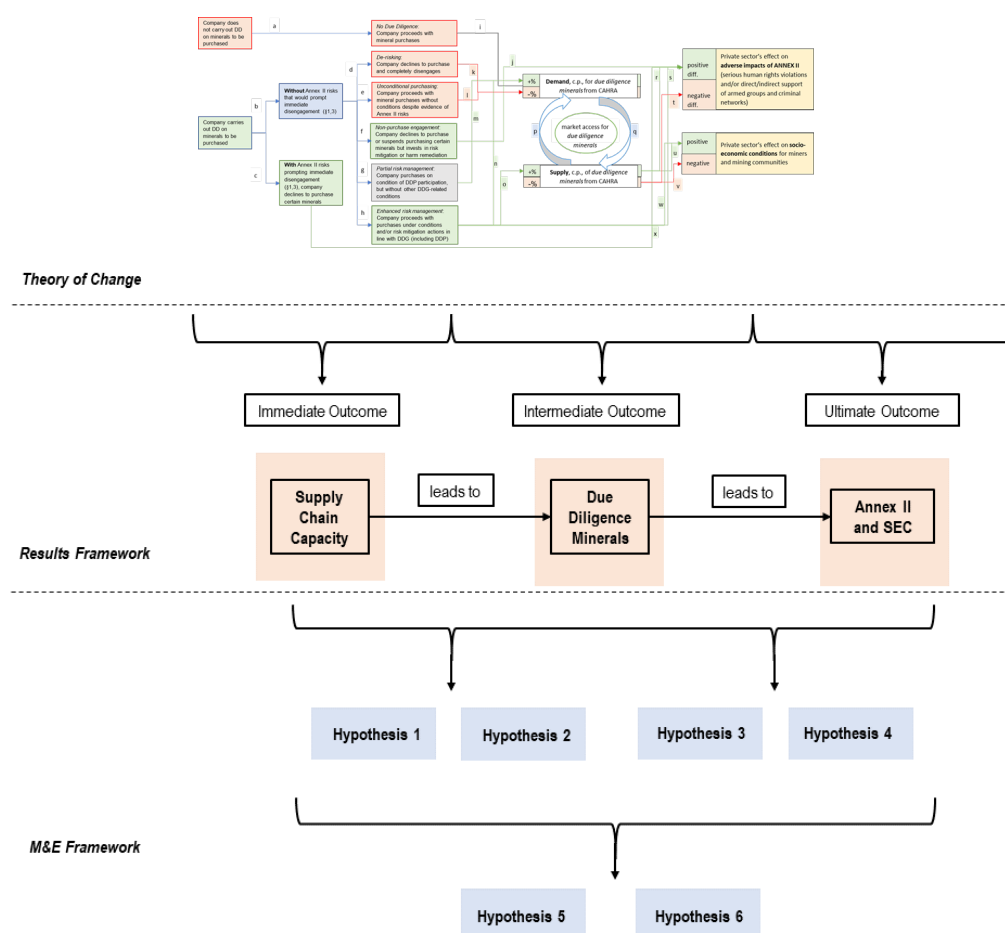 Company does
not carry out DD
on minerals to be
purchased
a
No Due Diligence:
Company proceeds with
mineral purchases
i
De-risking:
Company declines to purchase
and completely disengages
d
k
j
Without Annex II risks
that would prompt
immediate
disengagement (§1,3)
b
e
Unconditional purchasing:
Company proceeds with
mineral purchases without
conditions despite evidence of
Annex II risks
l
m
Company carries
out DD on
minerals to be
purchased
f
Non-purchase engagement:
Company declines to purchase
or suspends purchasing certain
minerals but invests in risk
mitigation or harm remediation
c
With Annex II risks
prompting immediate
disengagement
(§1,3), company
declines to purchase
certain minerals
g
Partial risk management:
Company purchases on
condition of DDP participation,
but without other DDG-related
conditions
n
o
h
Enhanced risk management:
Company proceeds with
purchases under conditions
and/or risk mitigation actions in
line with DDG (including DDP)
+%
-%
Demand, c.p., for due diligence
minerals from CAHRA
p
market access for
due diligence
minerals
q
+%
-%
Supply, c.p., of due diligence
minerals from CAHRA
r
s
t
u
v
w
x
positive
diff.
negative
diff.
Private sector's effect on
adverse impacts of ANNEX II
(serious human rights violations
and/or direct/indirect support
of armed groups and criminal
networks)
positive
negative
Private sector's effect on socio-
economic conditions for miners
and mining communities
Theory of Change
Immediate Outcome
Intermediate Outcome
Ultimate Outcome
Supply
Chain
Capacity
leads to
Due
Diligence
Minerals
leads to
Annex II
and SEC
Results Framework
Hypothesis 1
Hypothesis 2
Hypothesis 3
Hypothesis 4
M&E Framework
Hypothesis 5
Hypothesis 6